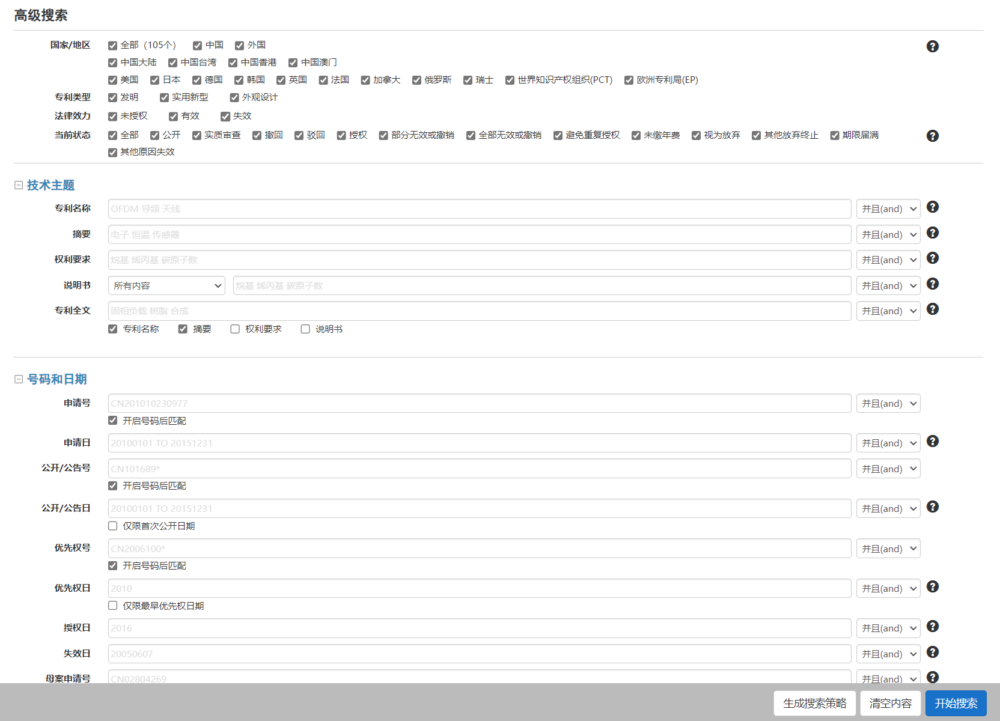 高级搜索
国家/地区 全部（105个） 中国 外国
中国大陆 中国台湾 中国香港 中国澳门
美国 日本 德国 韩国 英国 法国 加拿大 俄罗斯 瑞士 世界知识产权组织(PCT) 欧洲专利局(EP)
专利类型 发明 实用新型 外观设计
法律效力 未授权 有效 失效
当前状态 全部 公开 实质审查 撤回 驳回 授权 部分无效或撤销 全部无效或撤销 避免重复授权 未缴年费 视为放弃 其他放弃终止 期限届满
其他原因失效
技术主题
专利名称 OFDM 导频 天线 并且(and)
摘要 电子 恒温 传感器 并且(and)
权利要求 烷基 烯丙基 碳原子数 并且(and)
说明书 所有内容 烷基 烯丙基 碳原子数 并且(and)
专利全文 固相负载 树脂 合成 并且(and)
专利名称 摘要 权利要求 说明书
号码和日期
申请号 CN201010230977 并且(and)
开启号码后匹配
申请日 20100101 TO 20151231 并且(and)
公开/公告号 CN101689* 并且(and)
开启号码后匹配
公开/公告日 20100101 TO 20151231 并且(and)
仅限首次公开日期
优先权号 CN2006100* 并且(and)
开启号码后匹配
优先权日 2010 并且(and)
仅限最早优先权日期
授权日 2016 并且(and)
失效日 20050607 并且(and)
母案申请号 CN02804269 并且(and)
生成搜索策略 清空内容 开始搜索